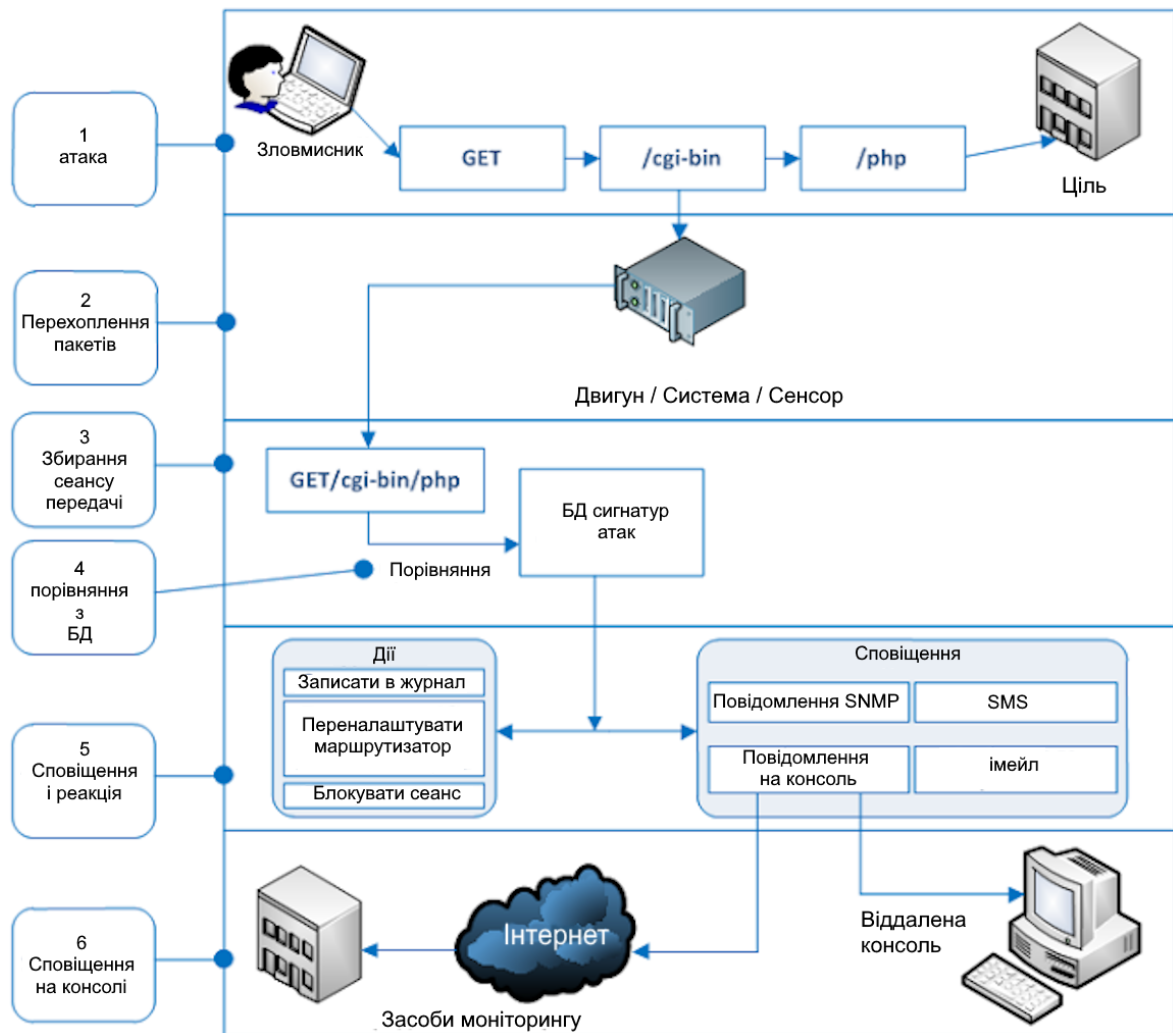 1
атака
Зловмисник
GET
/cgi-bin
/php
Ціль
2
Перехоплення
пакетів
Двигун / Система / Сенсор
3
Збирання
сеансу
передачі
GET/cgi-bin/php
БД сигнатур
атак
4
порівняння
з
БД
Порівняння
5
Сповіщення
і реакція
Дії
Записати в журнал
Переналаштувати
маршрутизатор
Блокувати сеанс
Сповіщення
Повідомлення SNMP
SMS
Повідомлення
на консоль
імейл
6
Сповіщення
на консолі
Інтернет
Засоби моніторингу
Віддалена
консоль